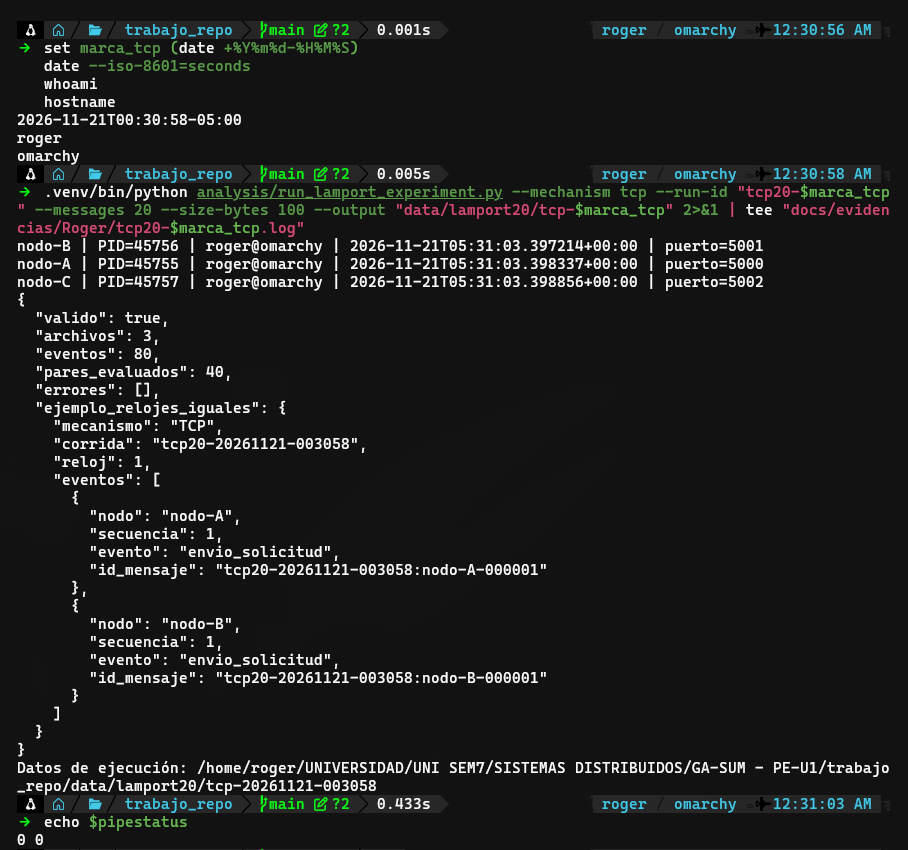 trabajo_repo main ?2 0.001s roger / omarchy 12:30:56 AM
→ set marca_tcp (date +%Y%m%d-%H%M%S)
date --iso-8601=seconds
whoami
hostname
2026-11-21T00:30:58-05:00
roger
omarchy
trabajo_repo main ?2 0.005s roger / omarchy 12:30:58 AM
→ .venv/bin/python analysis/run_lamport_experiment.py --mechanism tcp --run-id "tcp20-$marca_tcp
" --messages 20 --size-bytes 100 --output "data/lamport20/tcp-$marca_tcp" 2>&1 | tee "docs/eviden
cias/Roger/tcp20-$marca_tcp.log"
nodo-B | PID=45756 | roger@omarchy | 2026-11-21T05:31:03.397214+00:00 | puerto=5001
nodo-A | PID=45755 | roger@omarchy | 2026-11-21T05:31:03.398337+00:00 | puerto=5000
nodo-C | PID=45757 | roger@omarchy | 2026-11-21T05:31:03.398856+00:00 | puerto=5002
{
"valido": true,
"archivos": 3,
"eventos": 80,
"pares_evaluados": 40,
"errores": [],
"ejemplo_relojes_iguales": {
"mecanismo": "TCP",
"corrida": "tcp20-20261121-003058",
"reloj": 1,
"eventos": [
{
"nodo": "nodo-A",
"secuencia": 1,
"evento": "envio_solicitud",
"id_mensaje": "tcp20-20261121-003058:nodo-A-000001"
},
{
"nodo": "nodo-B",
"secuencia": 1,
"evento": "envio_solicitud",
"id_mensaje": "tcp20-20261121-003058:nodo-B-000001"
}
]
}
}
Datos de ejecución: /home/roger/UNIVERSIDAD/UNI SEM7/SISTEMAS DISTRIBUIDOS/GA-SUM - PE-U1/trabajo
_repo/data/lamport20/tcp-20261121-003058
trabajo_repo main ?2 0.433s roger / omarchy 12:31:03 AM
→ echo $pipestatus
0 0